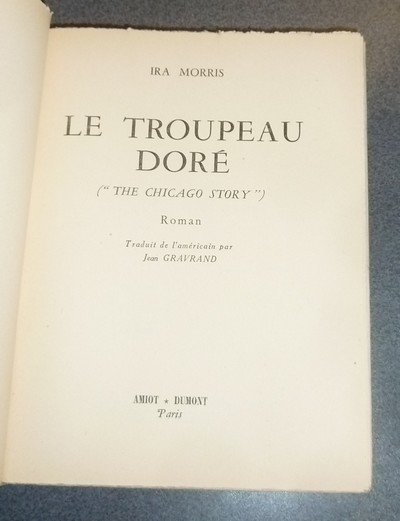 IRA MORRIS
LE TROUPEAU
DORÉ
(“ THE CHICAGO STORY ”)
Roman
Traduit de l'américain par
Jean GRAVRAND
AMIOT * DUMONT
Paris